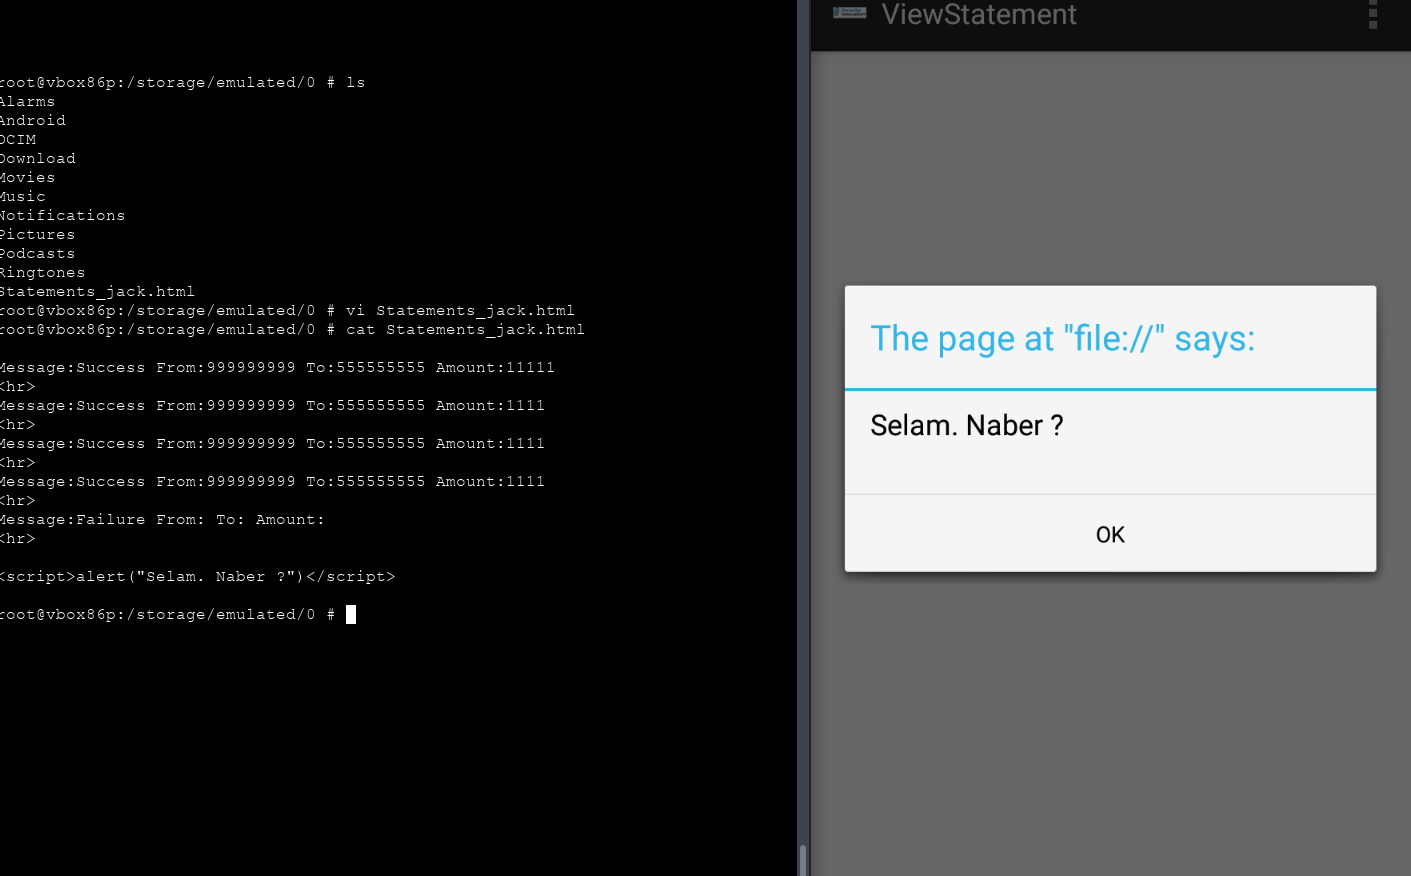 root@vbox86p:/storage/emulated/0 # ls
Alarms
Android
DCIM
Download
Movies
Music
Notifications
Pictures
Podcasts
Ringtones
Statements_jack.html
root@vbox86p:/storage/emulated/0 # vi Statements_jack.html
root@vbox86p:/storage/emulated/0 # cat Statements_jack.html
Message:Success From:999999999 To:555555555 Amount:11111
<hr>
Message:Success From:999999999 To:555555555 Amount:1111
<hr>
Message:Success From:999999999 To:555555555 Amount:1111
<hr>
Message:Success From:999999999 To:555555555 Amount:1111
<hr>
Message:Failure From: To: Amount:
<hr>
<script>alert("Selam. Naber ?")</script>
root@vbox86p:/storage/emulated/0 #
ViewStatement
The page at "file://" says:
Selam. Naber ?
OK